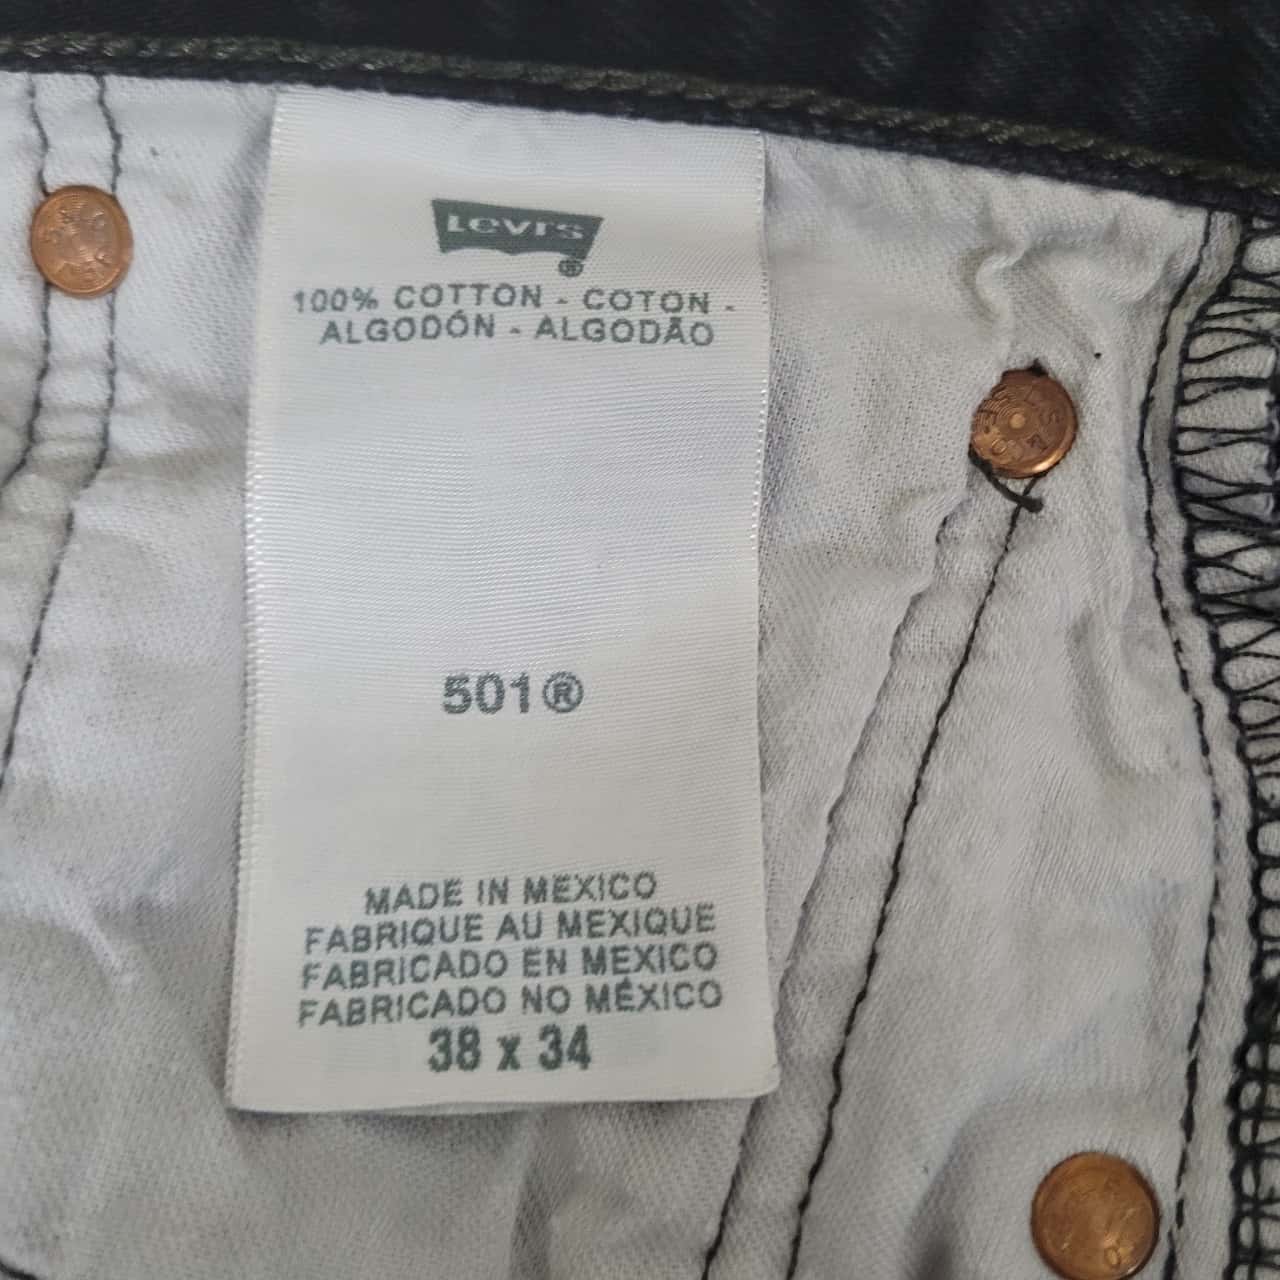 Levi's
®
100% COTTON - COTON -
ALGODÓN - ALGODÃO
501®
MADE IN MEXICO
FABRIQUE AU MEXIQUE
FABRICADO EN MEXICO
FABRICADO NO MÉXICO
38 x 34